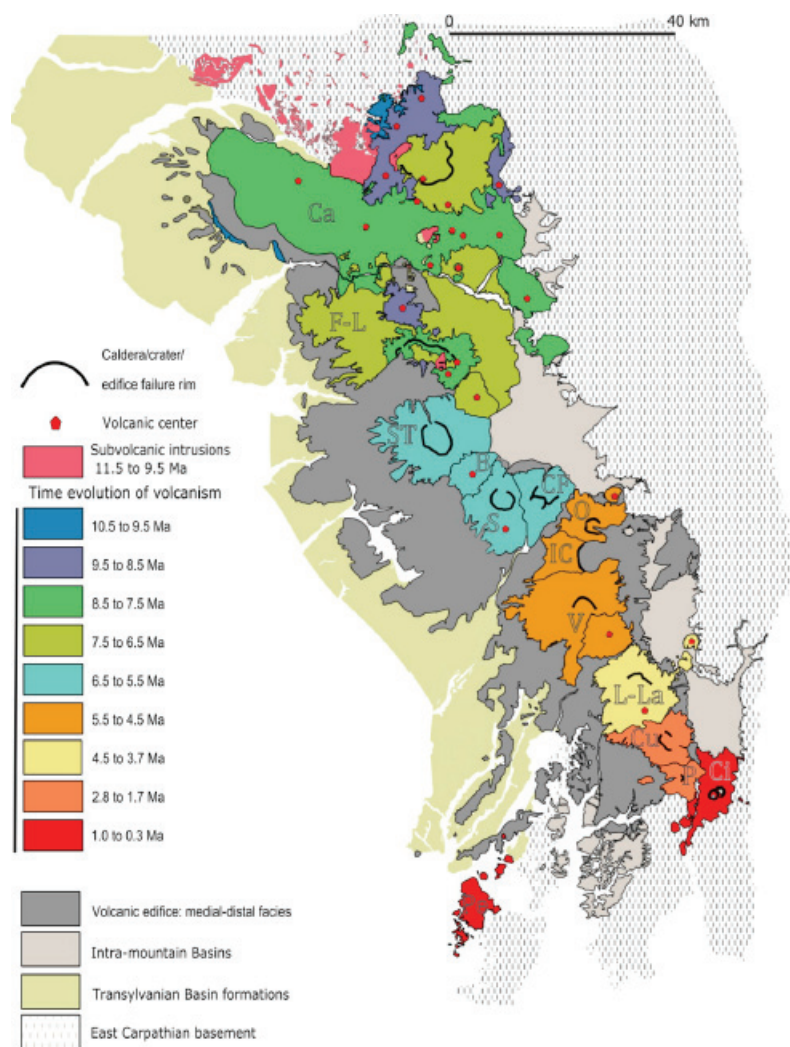 0 40 km
Ca
F-L
ST
B
CP
S
O
IC
V
L-La
Cu
P
Ci
Pe
Caldera/crater/
edifice failure rim
Volcanic center
Subvolcanic intrusions
11.5 to 9.5 Ma
Time evolution of volcanism
10.5 to 9.5 Ma
9.5 to 8.5 Ma
8.5 to 7.5 Ma
7.5 to 6.5 Ma
6.5 to 5.5 Ma
5.5 to 4.5 Ma
4.5 to 3.7 Ma
2.8 to 1.7 Ma
1.0 to 0.3 Ma
Volcanic edifice: medial-distal facies
Intra-mountain Basins
Transylvanian Basin formations
East Carpathian basement